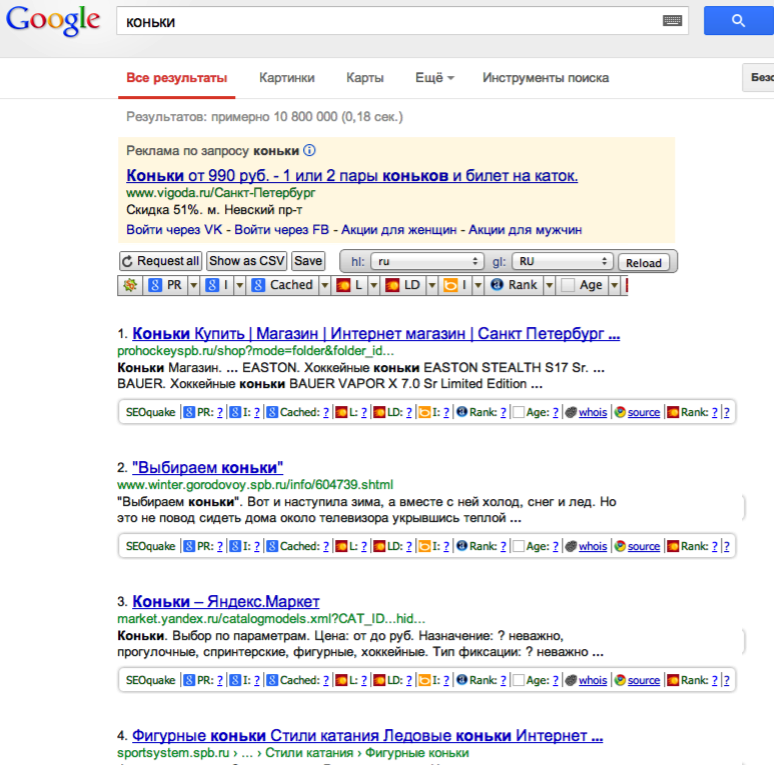 Google
коньки
Все результаты Картинки Карты Ещё Инструменты поиска Безо
Результатов: примерно 10 800 000 (0,18 сек.)
Реклама по запросу коньки
Коньки от 990 руб. - 1 или 2 пары коньков и билет на каток.
www.vigoda.ru/Санкт-Петербург
Скидка 51%. м. Невский пр-т
Войти через VK - Войти через FB - Акции для женщин - Акции для мужчин
Request all Show as CSV Save hl: ru gl: RU Reload
PR I Cached L LD I Rank Age
1. Коньки Купить | Магазин | Интернет магазин | Санкт Петербург ...
prohockeyspb.ru/shop?mode=folder&folder_id...
Коньки Магазин. ... EASTON. Хоккейные коньки EASTON STEALTH S17 Sr. ...
BAUER. Хоккейные коньки BAUER VAPOR X 7.0 Sr Limited Edition ...
SEOquake PR: ? I: ? Cached: ? L: ? LD: ? I: ? Rank: ? Age: ? whois source Rank: ? ?
2. "Выбираем коньки"
www.winter.gorodovoy.spb.ru/info/604739.shtml
"Выбираем коньки". Вот и наступила зима, а вместе с ней холод, снег и лед. Но
это не повод сидеть дома около телевизора укрывшись теплой ...
SEOquake PR: ? I: ? Cached: ? L: ? LD: ? I: ? Rank: ? Age: ? whois source Rank: ? ?
3. Коньки – Яндекс.Маркет
market.yandex.ru/catalogmodels.xml?CAT_ID...hid...
Коньки. Выбор по параметрам. Цена: от до руб. Назначение: ? неважно,
прогулочные, спринтерские, фигурные, хоккейные. Тип фиксации: ? неважно ...
SEOquake PR: ? I: ? Cached: ? L: ? LD: ? I: ? Rank: ? Age: ? whois source Rank: ? ?
4. Фигурные коньки Стили катания Ледовые коньки Интернет ...
sportsystem.spb.ru › ... › Стили катания › Фигурные коньки